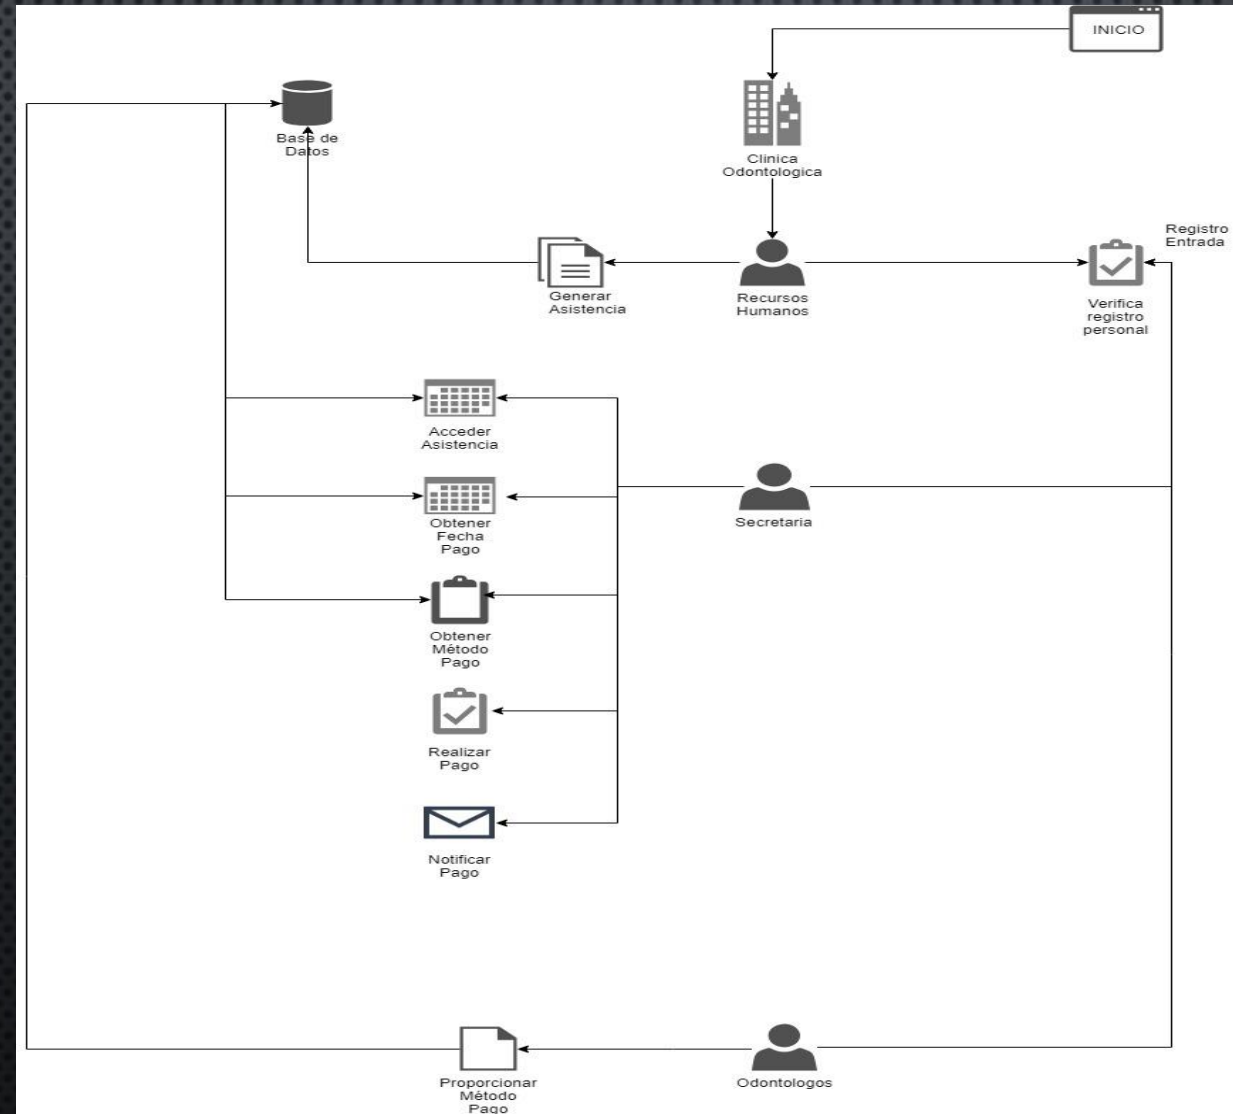 INICIO
Base de
Datos
Clinica
Odontologica
Registro
Entrada
Generar
Asistencia
Recursos
Humanos
Verifica
registro
personal
Acceder
Asistencia
Obtener
Fecha
Pago
Secretaria
Obtener
Método
Pago
Realizar
Pago
Notificar
Pago
Proporcionar
Método
Pago
Odontologos